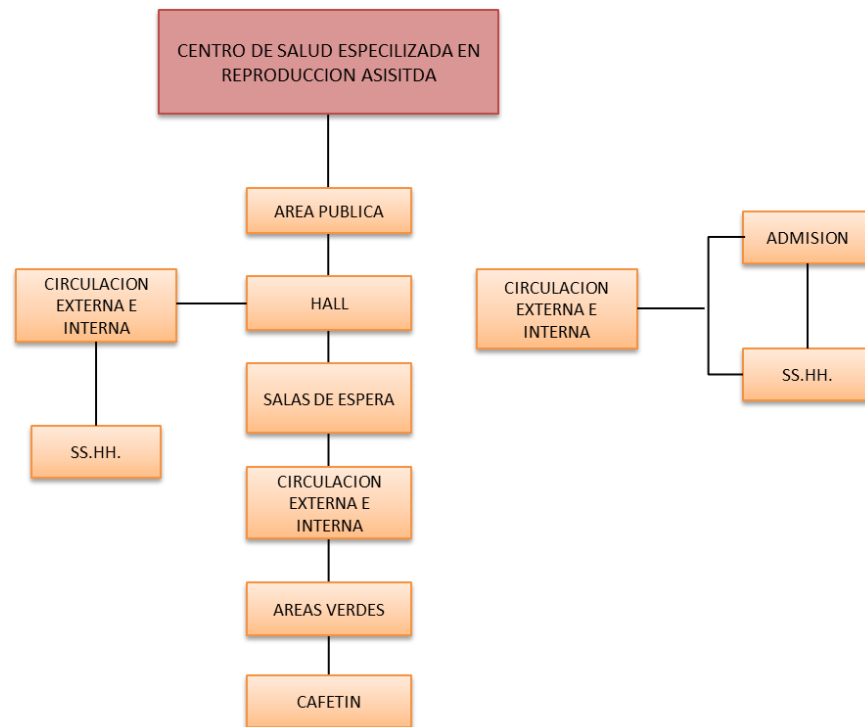 CENTRO DE SALUD ESPECILIZADA EN
REPRODUCCION ASISITDA
AREA PUBLICA
CIRCULACION
EXTERNA E
INTERNA
HALL
SS.HH.
SALAS DE ESPERA
CIRCULACION
EXTERNA E
INTERNA
AREAS VERDES
CAFETIN
CIRCULACION
EXTERNA E
INTERNA
ADMISION
SS.HH.